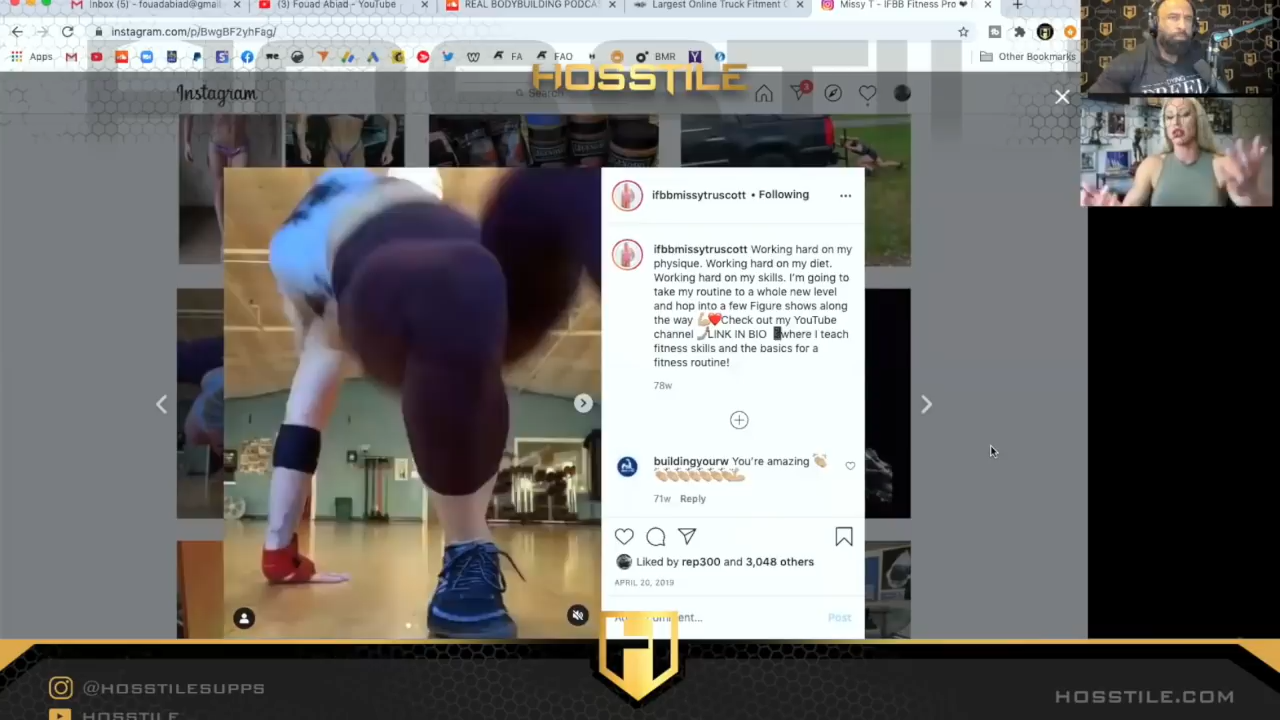 Inbox (5) - fouadabiad@gmail
(3) Fouad Abiad - YouTube
REAL BODYBUILDING PODCA
Largest Online Truck Fitment C
Missy T - IFBB Fitness Pro ❤
instagram.com/p/BwgBF2yhFag/
Apps
FA
FAO
BMR
Other Bookmarks
HOSSTILE
Instagram
Search
ifbbmissytruscott • Following
ifbbmissytruscott Working hard on my
physique. Working hard on my diet.
Working hard on my skills. I'm going to
take my routine to a whole new level
and hop into a few Figure shows along
the way 💪🏼❤️Check out my YouTube
channel 🤳🏼LINK IN BIO 📱where I teach
fitness skills and the basics for a
fitness routine!
78w
buildingyourw You're amazing 👏🏼
71w Reply
Liked by rep300 and 3,048 others
APRIL 20, 2019
Post
@HOSSTILESUPPS
HOSSTILE
HOSSTILE.COM